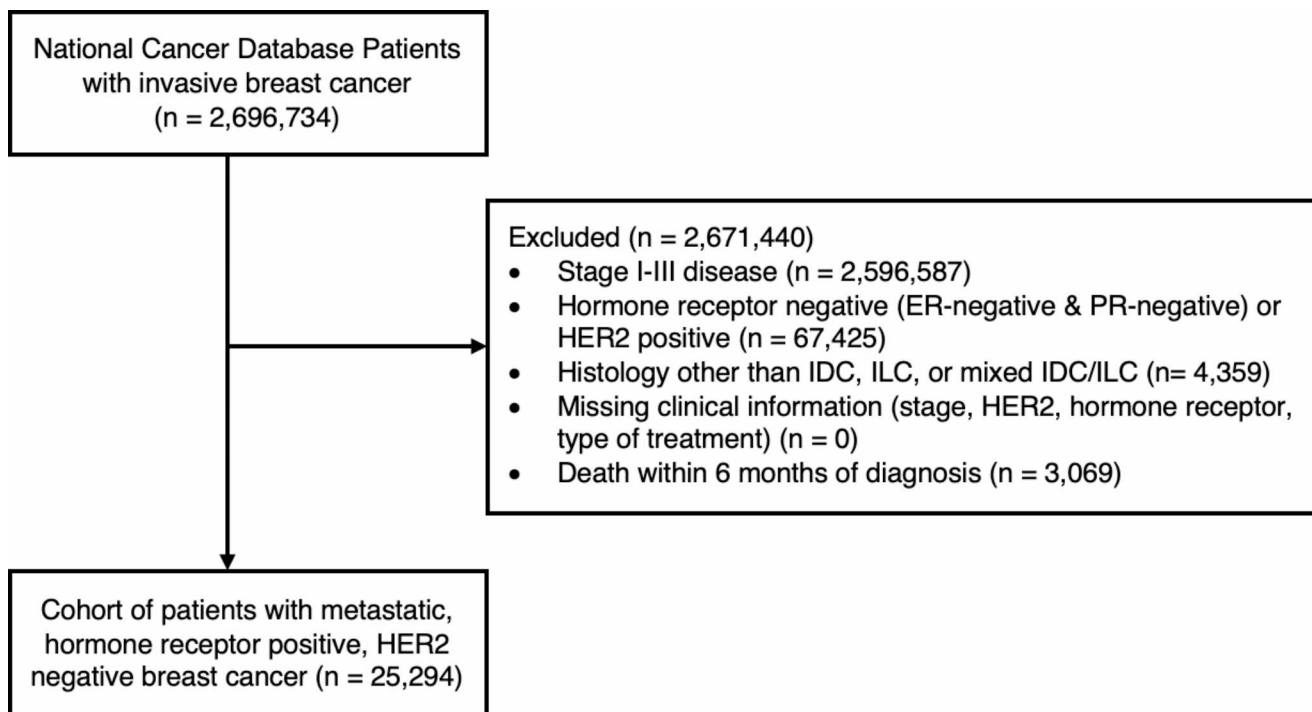 National Cancer Database Patients
with invasive breast cancer
(n = 2,696,734)
Excluded (n = 2,671,440)
• Stage I-III disease (n = 2,596,587)
• Hormone receptor negative (ER-negative & PR-negative) or
HER2 positive (n = 67,425)
• Histology other than IDC, ILC, or mixed IDC/ILC (n= 4,359)
• Missing clinical information (stage, HER2, hormone receptor,
type of treatment) (n = 0)
• Death within 6 months of diagnosis (n = 3,069)
Cohort of patients with metastatic,
hormone receptor positive, HER2
negative breast cancer (n = 25,294)